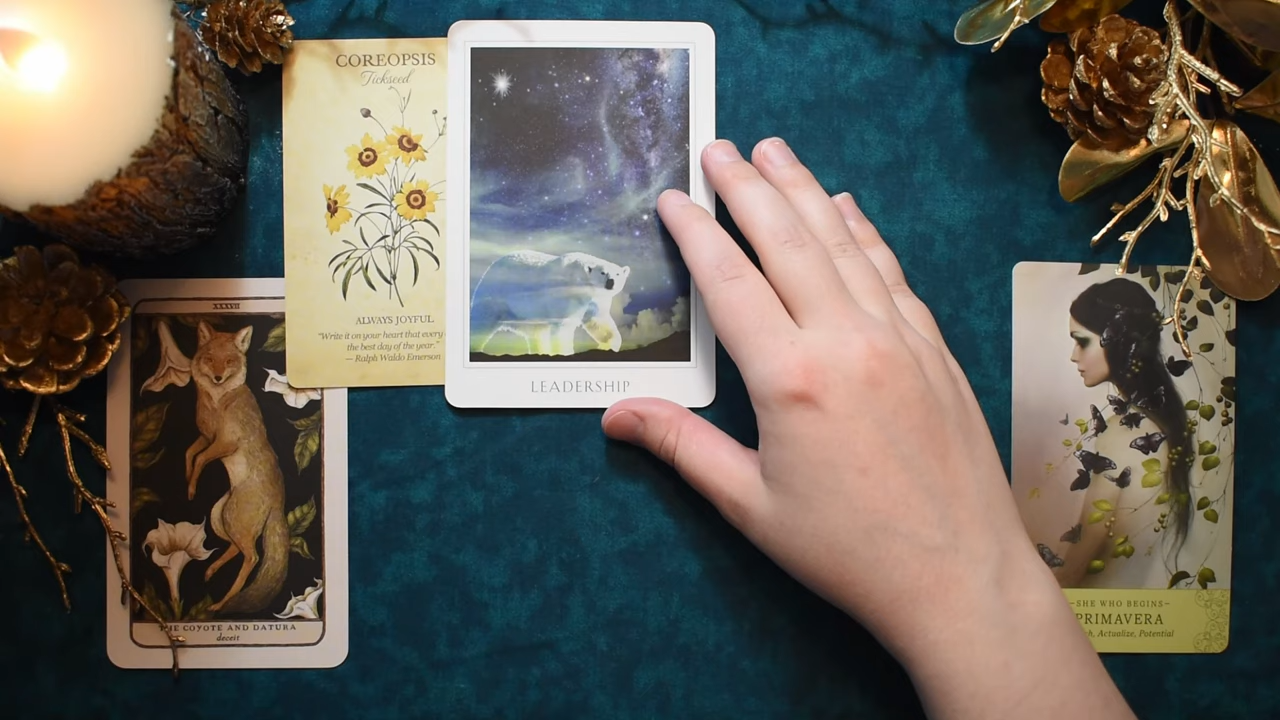 COREOPSIS
Tickseed
ALWAYS JOYFUL
"Write it on your heart that every
the best day of the year."
— Ralph Waldo Emerson
LEADERSHIP
XXXVII
THE COYOTE AND DATURA
deceit
~SHE WHO BEGINS~
PRIMAVERA
Actualize, Potential